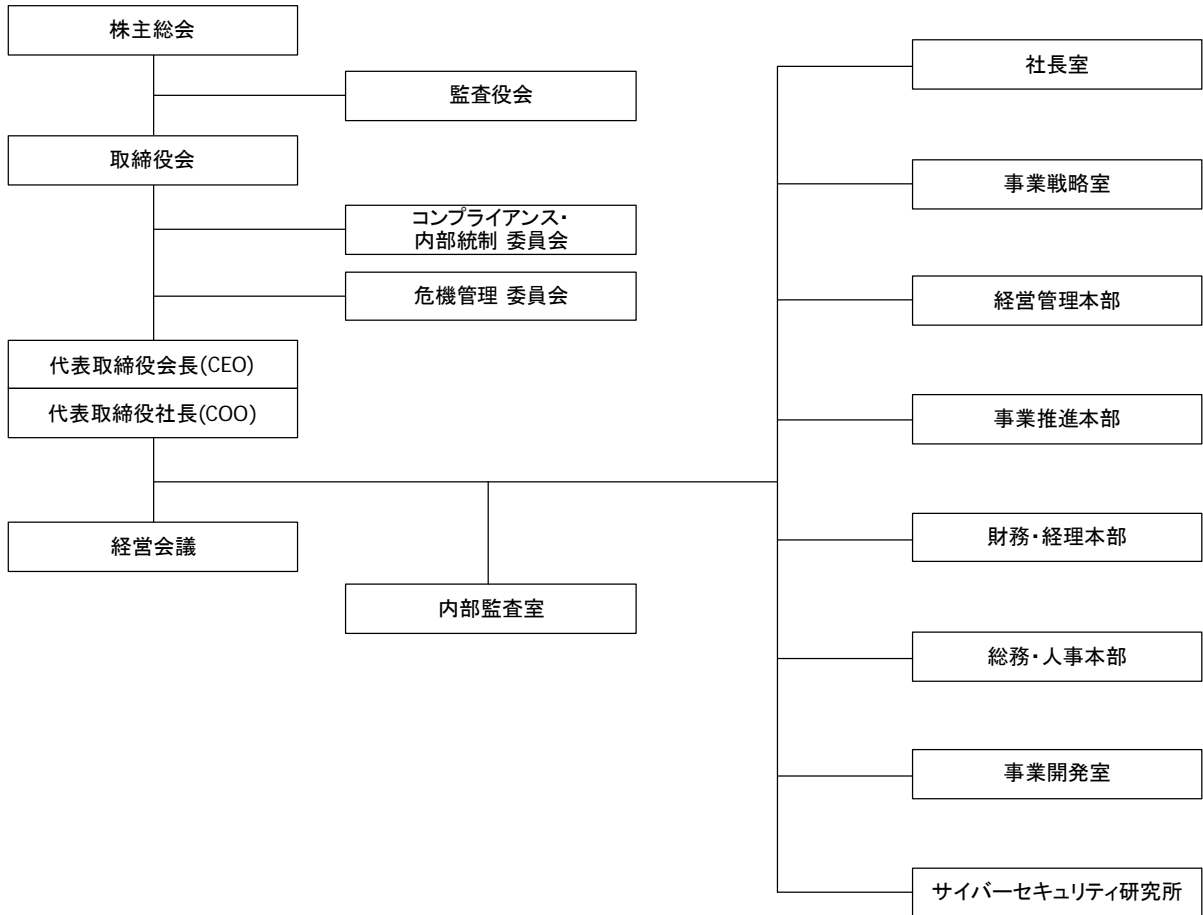 株主総会
監査役会
取締役会
コンプライアンス・
内部統制 委員会
危機管理 委員会
代表取締役会長(CEO)
代表取締役社長(COO)
経営会議
内部監査室
社長室
事業戦略室
経営管理本部
事業推進本部
財務・経理本部
総務・人事本部
事業開発室
サイバーセキュリティ研究所